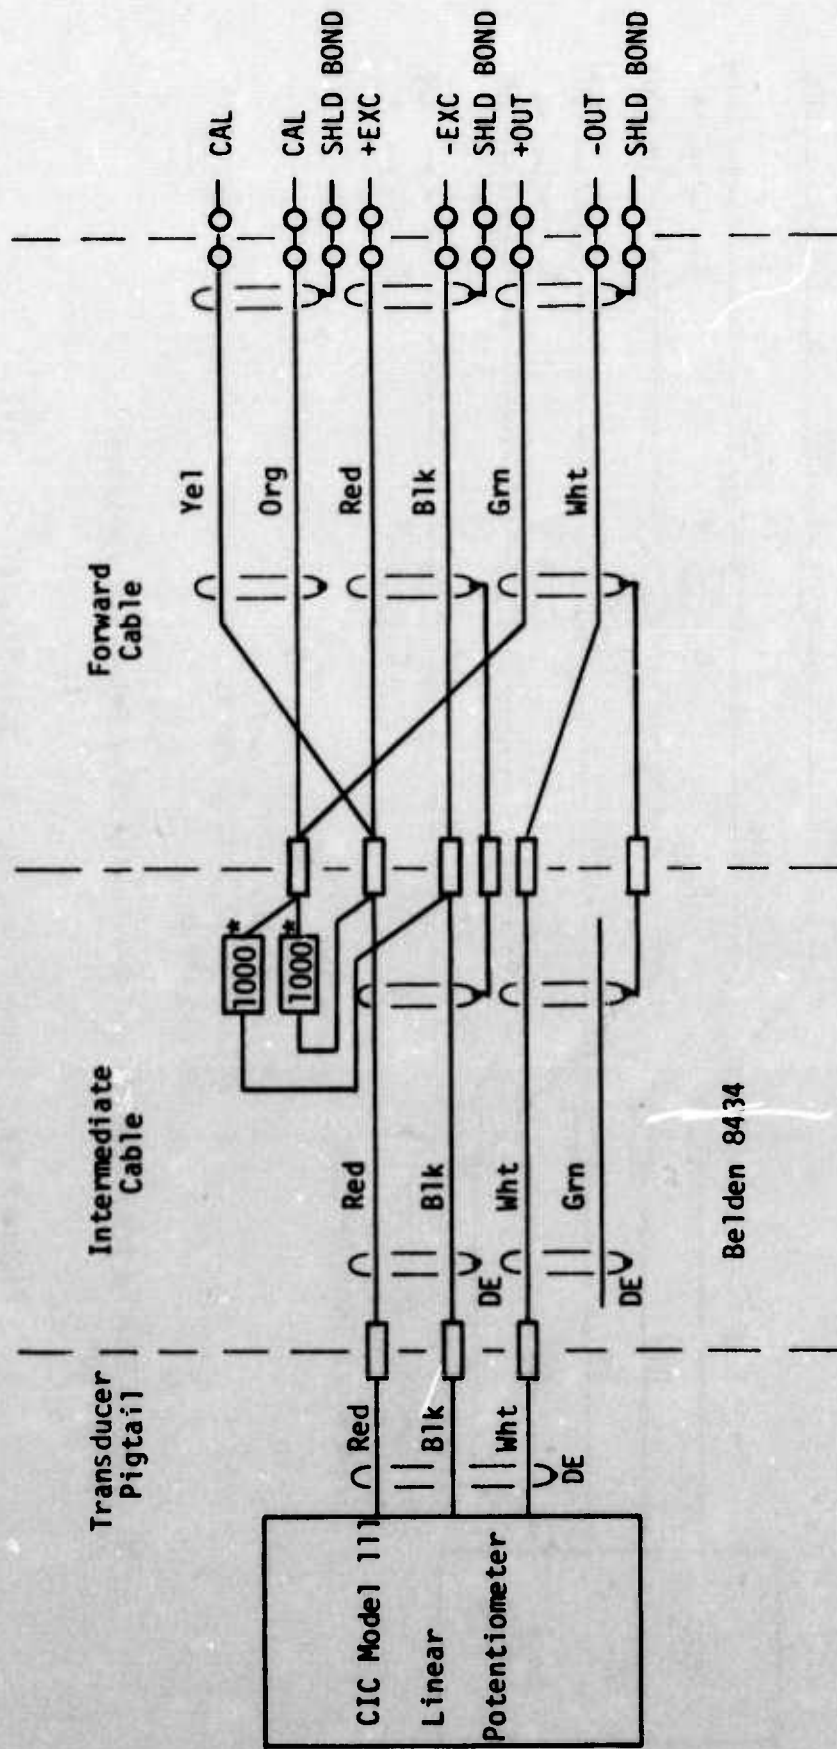 Transducer
Pigtail
Intermediate
Cable
Forward
Cable
CIC Model 111
Linear
Potentiometer
Red
Blk
Wht
DE
Red
Blk
DE
Wht
Grn
DE
1000*
1000*
Belden 8434
Yel
Org
Red
Blk
Grn
Wht
CAL
CAL
SHLD BOND
+EXC
-EXC
SHLD BOND
+OUT
-OUT
SHLD BOND